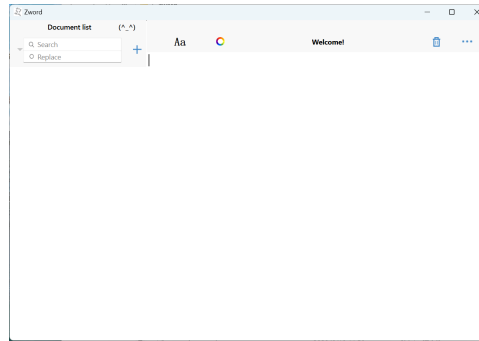 Zword
Document list (^_^)
Search
Replace
Aa
Welcome!